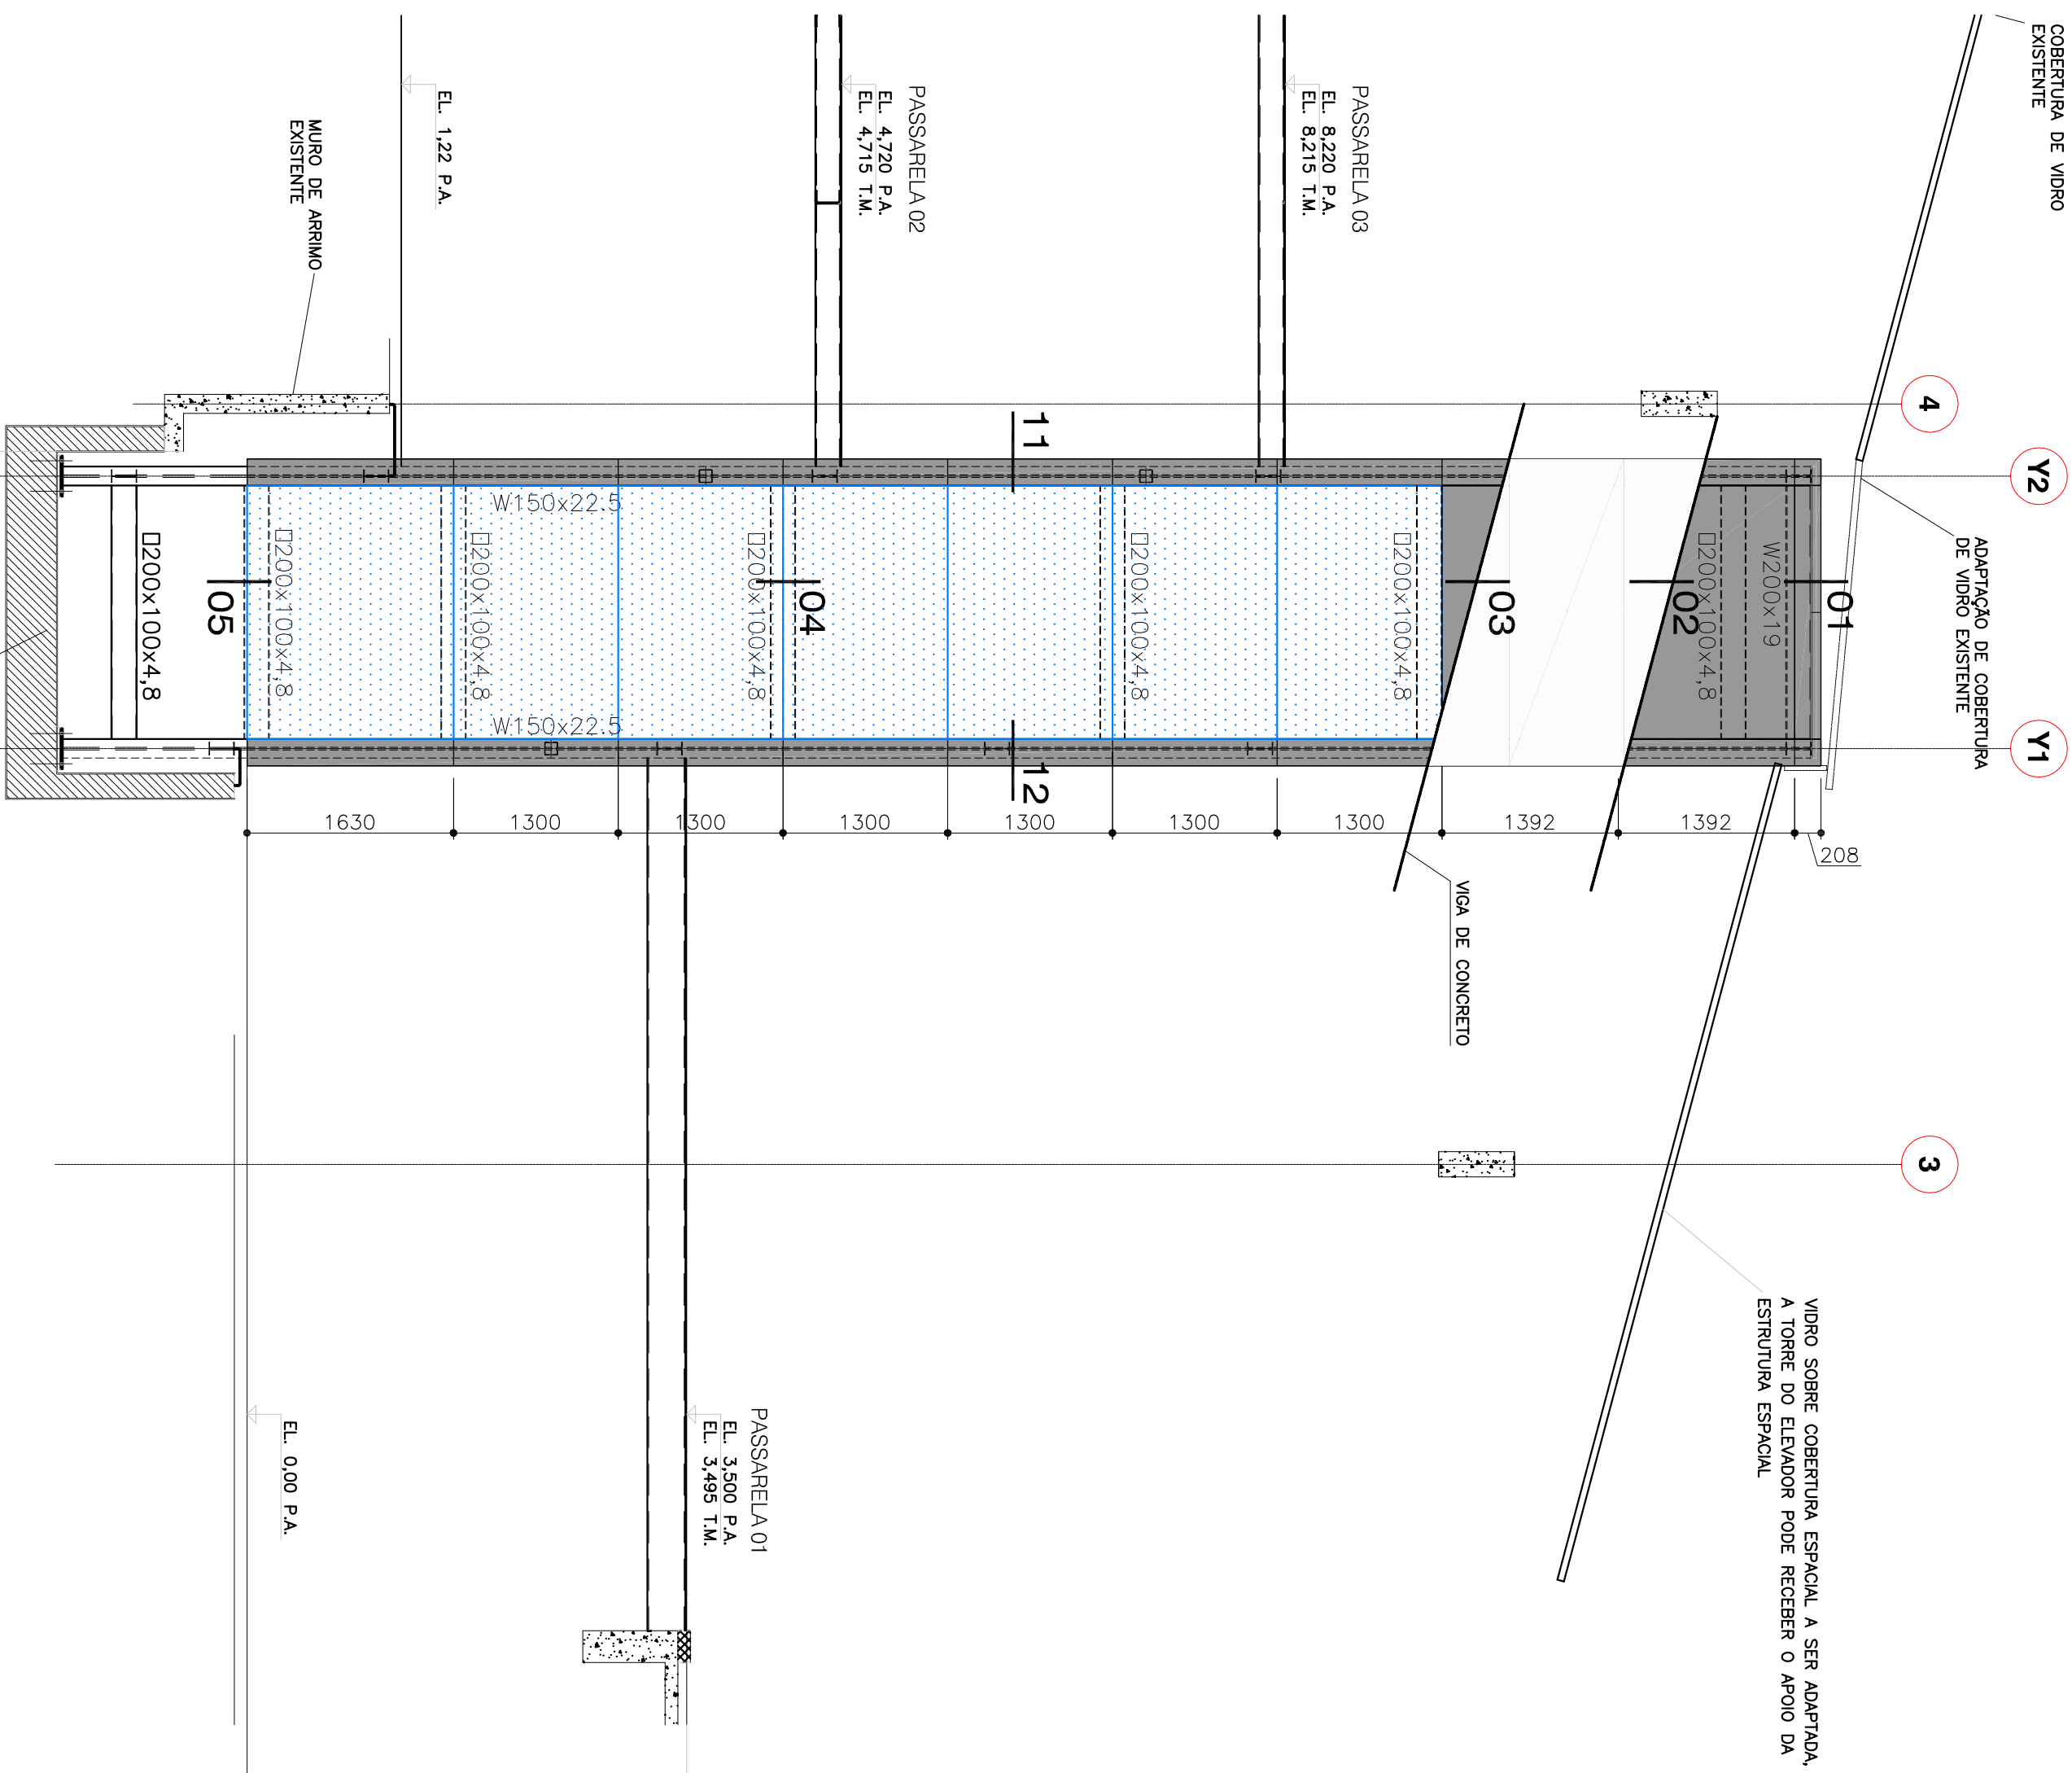 COBERTURA DE VIDRO
EXISTENTE
4
Y2
Y1
3
ADAPTAÇÃO DE COBERTURA
DE VIDRO EXISTENTE
VIDRO SOBRE COBERTURA ESPACIAL A SER ADAPTADA,
A TORRE DO ELEVADOR PODE RECEBER O APOIO DA
ESTRUTURA ESPACIAL
01
W200x19
208
1392
02
□200x100x4,8
1392
03
VIGA DE CONCRETO
□200x100x4,8
1300
PASSARELA 03
EL. 8,220 P.A.
EL. 8,215 T.M.
□200x100x4,8
1300
11
12
1300
PASSARELA 02
EL. 4,720 P.A.
EL. 4,715 T.M.
04
□200x100x4,8
1300
PASSARELA 01
EL. 3,500 P.A.
EL. 3,495 T.M.
1300
W150x22.5
W150x22.5
□200x100x4,8
1300
EL. 1,22 P.A.
□200x100x4,8
1630
MURO DE ARRIMO
EXISTENTE
05
EL. 0,00 P.A.
□200x100x4,8